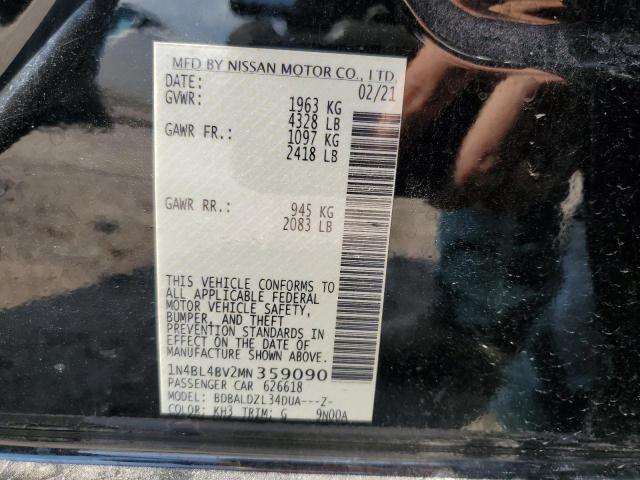 MFD BY NISSAN MOTOR CO., LTD.
DATE: 02/21
GVWR: 1963 KG
4328 LB
GAWR FR.: 1097 KG
2418 LB
GAWR RR.: 945 KG
2083 LB
THIS VEHICLE CONFORMS TO
ALL APPLICABLE FEDERAL
MOTOR VEHICLE SAFETY,
BUMPER, AND THEFT
PREVENTION STANDARDS IN
EFFECT ON THE DATE OF
MANUFACTURE SHOWN ABOVE.
1N4BL4BV2MN359090
PASSENGER CAR 626618
MODEL: BDBALDZL34DUA---Z-
COLOR: KH3 TRIM: G 9N00A